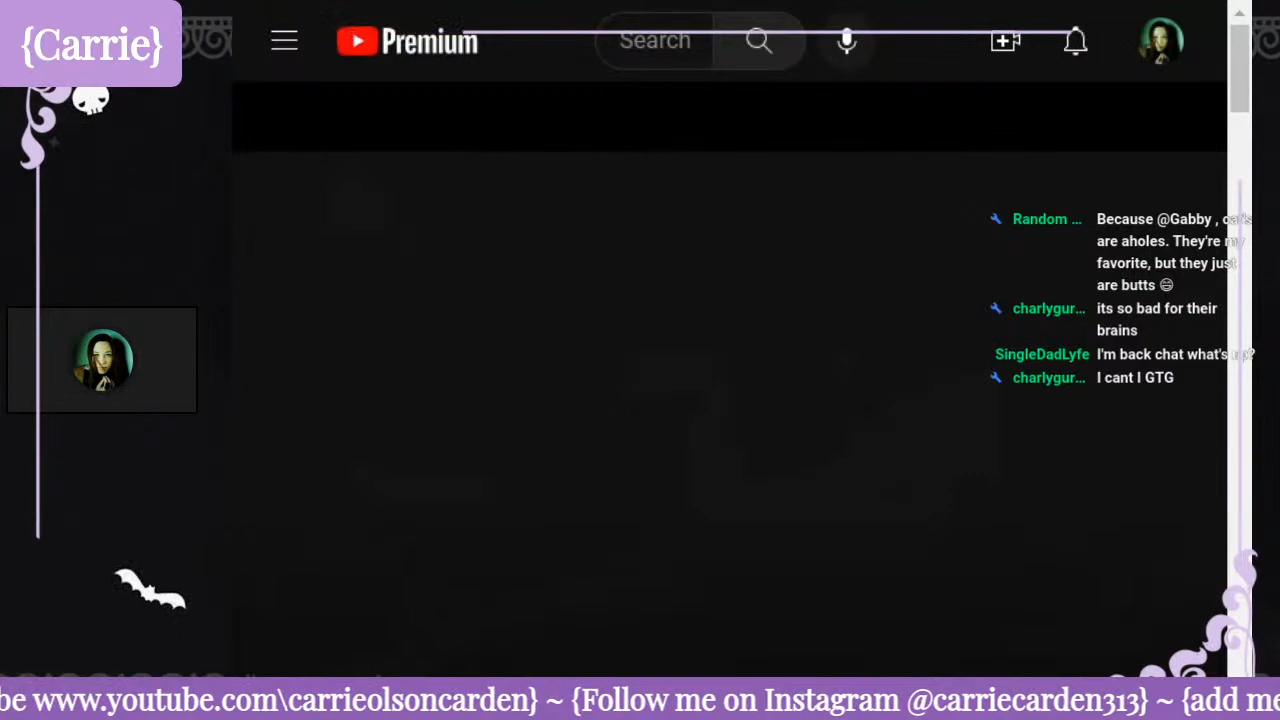 {Carrie}
Premium
Search
Random ... Because @Gabby , cat's
are aholes. They're my
favorite, but they just
are butts 😄
charlygur... its so bad for their
brains
SingleDadLyfe I'm back chat what's up?
charlygur... I cant I GTG
be www.youtube.com\carrieolsoncarden} ~ {Follow me on Instagram @carriecarden313} ~ {add me